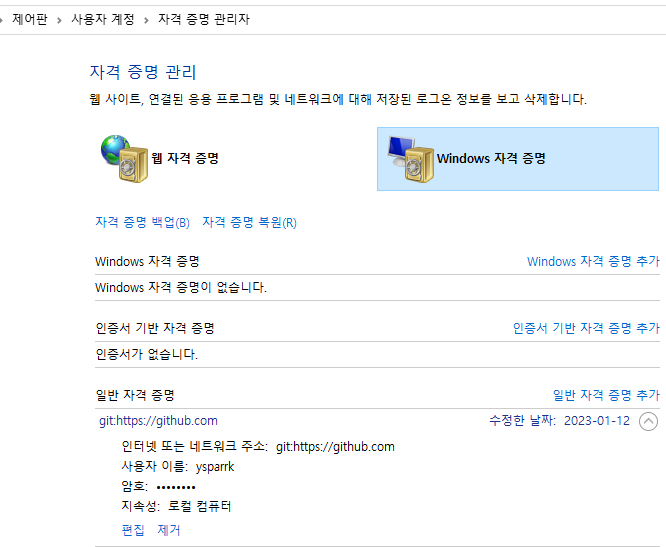 제어판 > 사용자 계정 > 자격 증명 관리자
자격 증명 관리
웹 사이트, 연결된 응용 프로그램 및 네트워크에 대해 저장된 로그온 정보를 보고 삭제합니다.
웹 자격 증명 Windows 자격 증명
자격 증명 백업(B) 자격 증명 복원(R)
Windows 자격 증명 Windows 자격 증명 추가
Windows 자격 증명이 없습니다.
인증서 기반 자격 증명 인증서 기반 자격 증명 추가
인증서가 없습니다.
일반 자격 증명 일반 자격 증명 추가
git:https://github.com 수정한 날짜: 2023-01-12
인터넷 또는 네트워크 주소: git:https://github.com
사용자 이름: ysparrk
암호: ••••••••
지속성: 로컬 컴퓨터
편집 제거